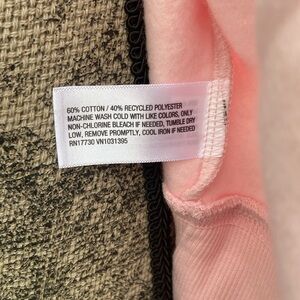 60% COTTON / 40% RECYCLED POLYESTER
MACHINE WASH COLD WITH LIKE COLORS, ONLY
NON-CHLORINE BLEACH IF NEEDED, TUMBLE DRY
LOW, REMOVE PROMPTLY, COOL IRON IF NEEDED
RN17730 VN1031395